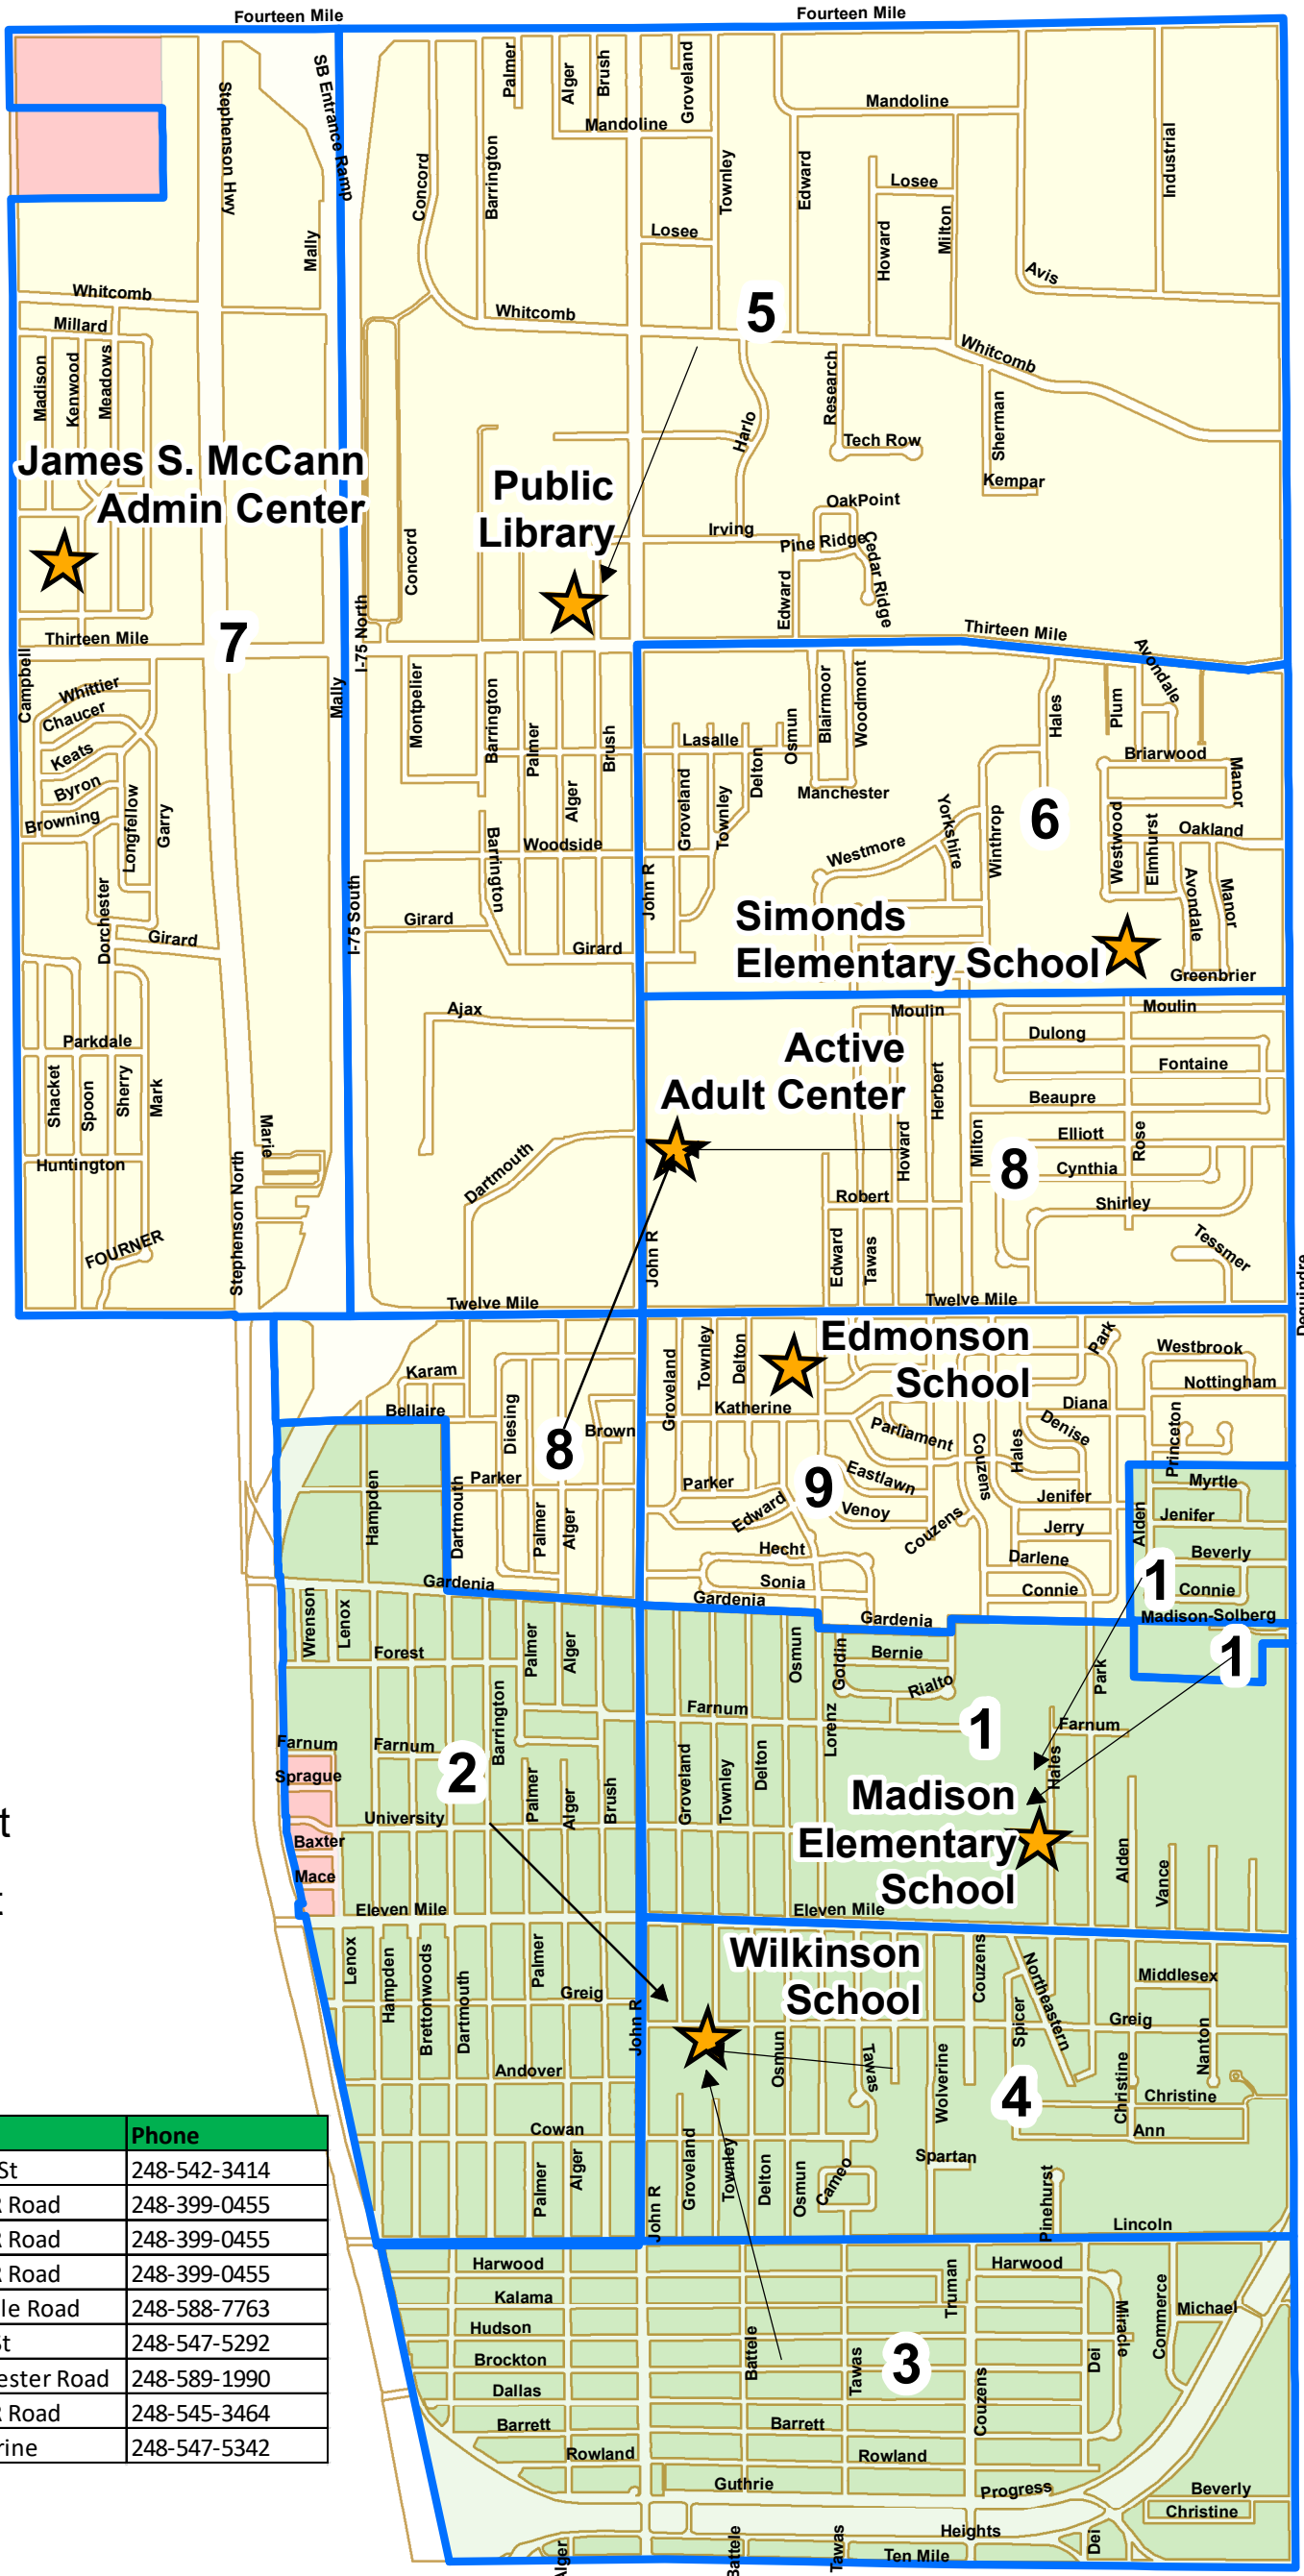 Fourteen Mile
Fourteen Mile
SB Entrance Ramp
Stephenson Hwy
Palmer
Alger
Brush
Groveland
Mandoline
Mandoline
Concord
Barrington
Townley
Edward
Losee
Industrial
Mally
Losee
Howard
Milton
Avis
Whitcomb
Whitcomb
5
Millard
Whitcomb
Madison
Kenwood
Meadows
Research
Harlo
Tech Row
Sherman
Kempar
James S. McCann
Admin Center
Public
Library
OakPoint
Irving
Pine Ridge
Cedar Ridge
Concord
Edward
I-75 North
Thirteen Mile
7
Thirteen Mile
Campbell
Whittier
Chaucer
Keats
Byron
Browning
Longfellow
Garry
Mally
Montpelier
Barrington
Palmer
Brush
Alger
Lasalle
Osmun
Blairmoor
Woodmont
Hales
Plum
Avondale
Briarwood
Manor
Groveland
Townley
Delton
Manchester
6
Yorkshire
Winthrop
Westmore
Westwood
Elmhurst
Oakland
Avondale
Manor
Woodside
Barrington
John R
I-75 South
Girard
Girard
Dorchester
Girard
Simonds
Elementary School
Greenbrier
Ajax
Moulin
Moulin
Dulong
Fontaine
Active
Adult Center
Parkdale
Shacket
Spoon
Sherry
Mark
Herbert
Beaupre
Elliott
Rose
Milton
Howard
8
Cynthia
Marie
Huntington
Dartmouth
Robert
Shirley
Edward
Tawas
Tessmer
FOURNER
Stephenson North
John R
Twelve Mile
Twelve Mile
Edmonson
School
Karam
Bellaire
Diesing
8
Brown
Groveland
Townley
Delton
Katherine
Park
Westbrook
Nottingham
Diana
Denise
Parliament
Couzens
Hales
Princeton
Hampden
Dartmouth
Parker
Palmer
Alger
Parker
Edward
9
Eastlawn
Venoy
Couzens
Jenifer
Jerry
Alden
Myrtle
Jenifer
Beverly
1
Connie
Hecht
Sonia
Darlene
Connie
Gardenia
Gardenia
Gardenia
Madison-Solberg
1
Wrenson
Lenox
Forest
Palmer
Alger
Osmun
Goldin
Bernie
Rialto
Park
Barrington
Farnum
Lorenz
1
Farnum
Farnum
Farnum
Sprague
2
Hales
Groveland
Townley
Delton
Palmer
Alger
Brush
University
Baxter
Mace
Madison
Elementary
School
Alden
Vance
Eleven Mile
Eleven Mile
Wilkinson
School
Lenox
Hampden
Brettonwoods
Dartmouth
Palmer
Greig
John R
Couzens
Northeastern
Middlesex
Spicer
Greig
Nanton
Osmun
Tawas
Wolverine
4
Christine
Christine
Ann
Andover
Cowan
Palmer
Alger
Groveland
Townley
Delton
Osmun
Cameo
Spartan
Pinehurst
John R
Lincoln
t
Phone
St 248-542-3414
R Road 248-399-0455
R Road 248-399-0455
R Road 248-399-0455
le Road 248-588-7763
St 248-547-5292
ester Road 248-589-1990
R Road 248-545-3464
rine 248-547-5342
Harwood
Harwood
Kalama
Truman
Hudson
Battele
Brockton
Dallas
Tawas
3
Couzens
Dei
Miracle
Commerce
Michael
Barrett
Barrett
Rowland
Rowland
Guthrie
Progress
Beverly
Christine
Heights
Alger
Battele
Tawas
Ten Mile
Dei